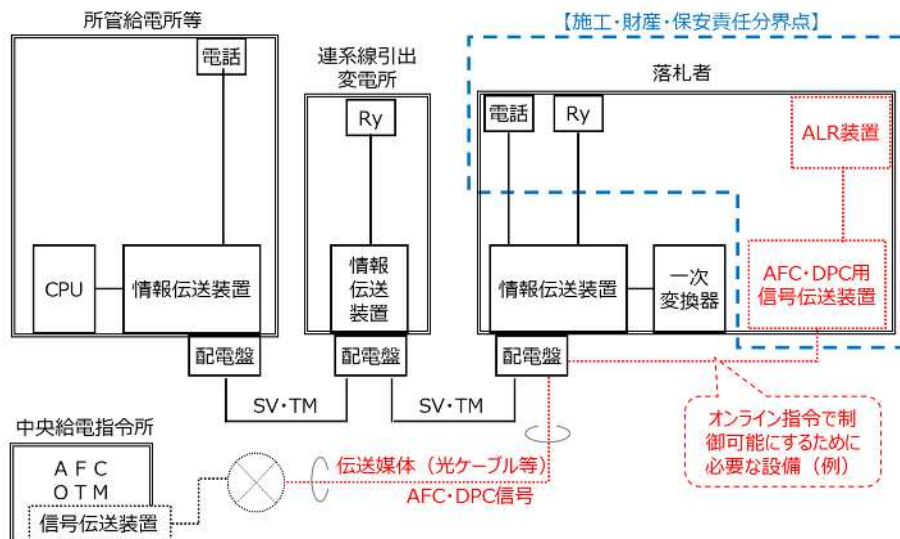 所管給電所等
電話
CPU
情報伝送装置
配電盤
連系線引出
変電所
Ry
情報
伝送
装置
配電盤
【施工・財産・保安責任分界点】
落札者
電話
Ry
ALR装置
情報伝送装置
一次
変換器
AFC・DPC用
信号伝送装置
配電盤
SV・TM
SV・TM
オンライン指令で制
御可能にするために
必要な設備（例）
中央給電指令所
AFC
OTM
信号伝送装置
伝送媒体（光ケーブル等）
AFC・DPC信号